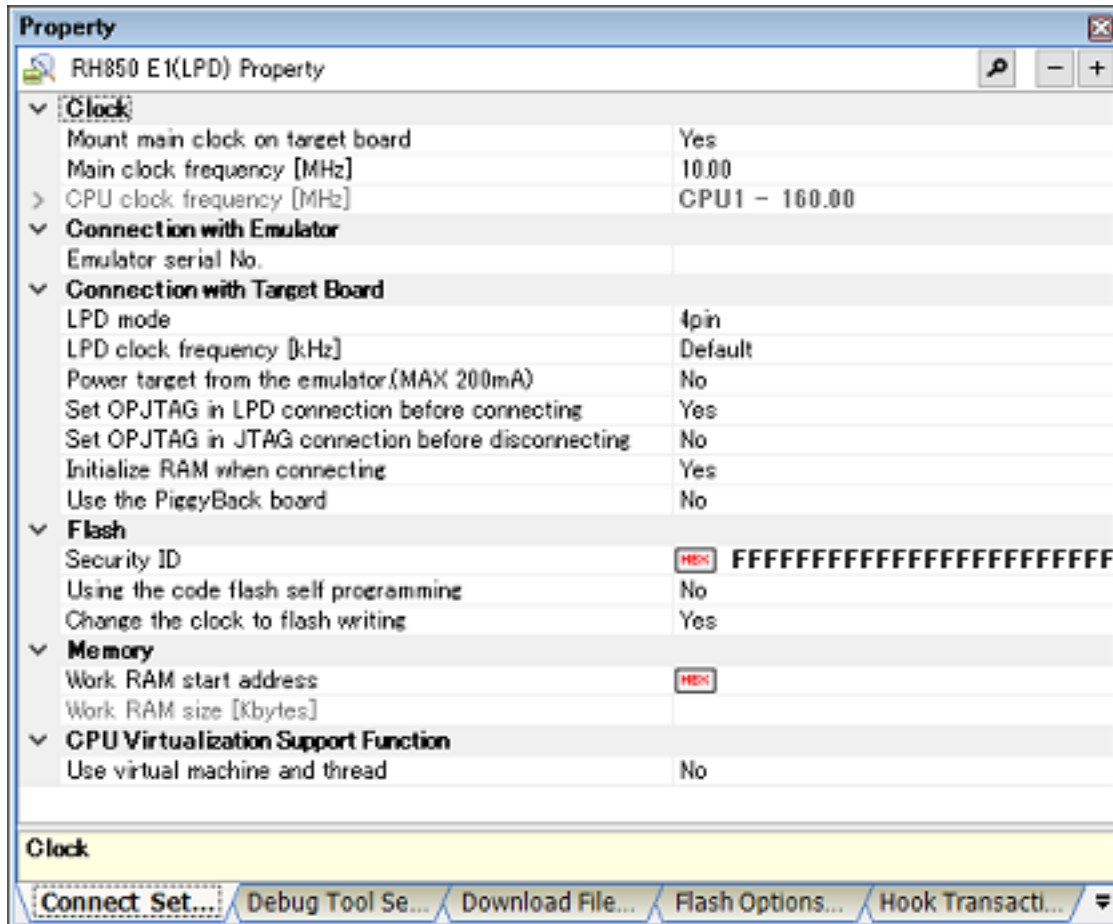 Property
RH850 E1(LPD) Property
Clock
Mount main clock on target board Yes
Main clock frequency [MHz] 10.00
CPU clock frequency [MHz] CPU1 - 160.00
Connection with Emulator
Emulator serial No.
Connection with Target Board
LPD mode 4pin
LPD clock frequency [kHz] Default
Power target from the emulator.(MAX 200mA) No
Set OPJTAG in LPD connection before connecting Yes
Set OPJTAG in JTAG connection before disconnecting No
Initialize RAM when connecting Yes
Use the PiggyBack board No
Flash
Security ID HEX FFFFFFFFFFFFFFFFFFFFFFFF
Using the code flash self programming No
Change the clock to flash writing Yes
Memory
Work RAM start address HEX
Work RAM size [Kbytes]
CPU Virtualization Support Function
Use virtual machine and thread No
Clock
Connect Set... Debug Tool Se... Download File... Flash Options... Hook Transacti...